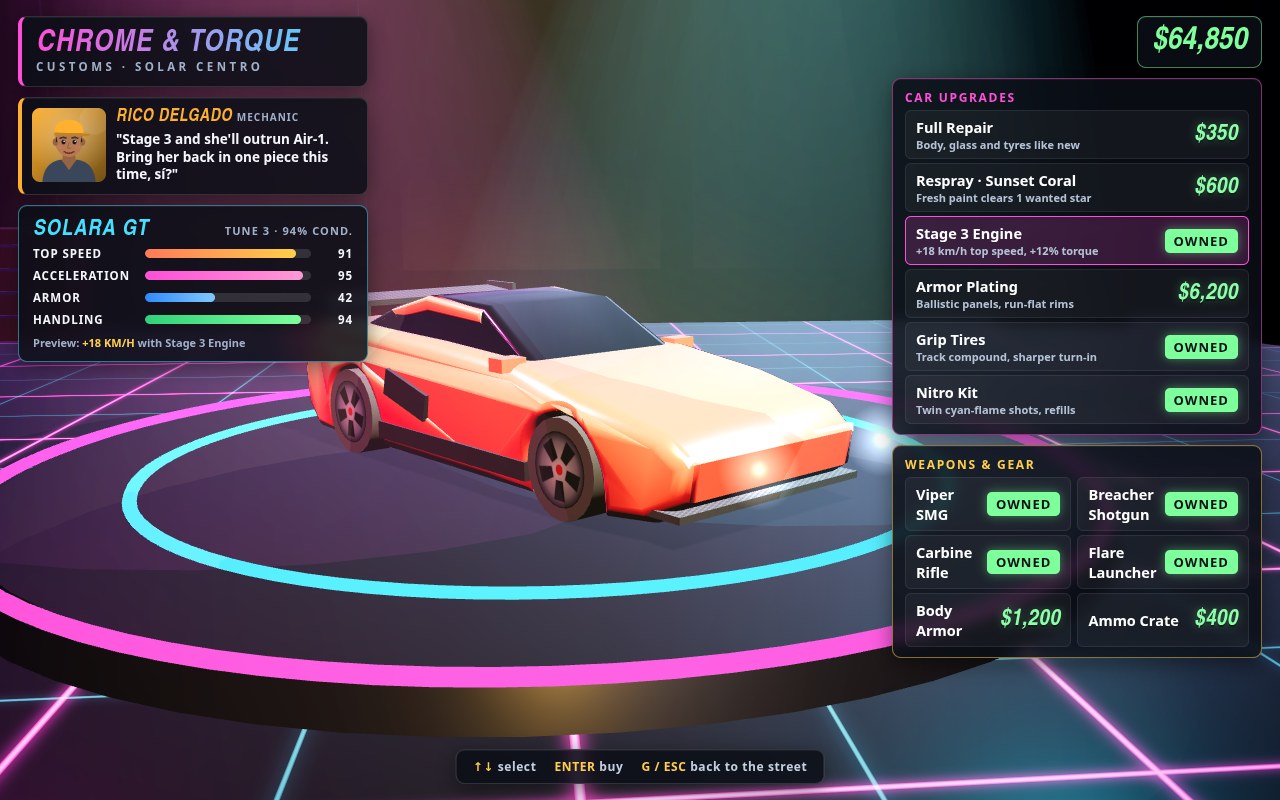 CHROME & TORQUE
CUSTOMS · SOLAR CENTRO
RICO DELGADO MECHANIC
"Stage 3 and she'll outrun Air-1.
Bring her back in one piece this
time, sí?"
SOLARA GT
TUNE 3 · 94% COND.
TOP SPEED 91
ACCELERATION 95
ARMOR 42
HANDLING 94
Preview: +18 KM/H with Stage 3 Engine
$64,850
CAR UPGRADES
Full Repair
Body, glass and tyres like new
$350
Respray · Sunset Coral
Fresh paint clears 1 wanted star
$600
Stage 3 Engine
+18 km/h top speed, +12% torque
OWNED
Armor Plating
Ballistic panels, run-flat rims
$6,200
Grip Tires
Track compound, sharper turn-in
OWNED
Nitro Kit
Twin cyan-flame shots, refills
OWNED
WEAPONS & GEAR
Viper
SMG
OWNED
Breacher
Shotgun
OWNED
Carbine
Rifle
OWNED
Flare
Launcher
OWNED
Body
Armor
$1,200
Ammo Crate
$400
↑↓ select ENTER buy G / ESC back to the street